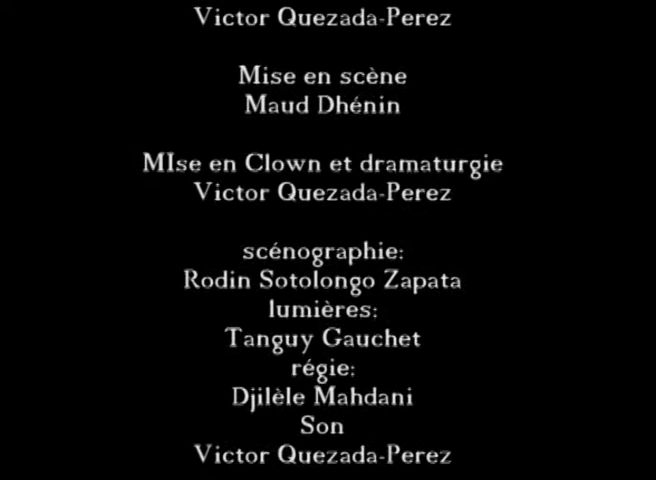 Victor Quezada-Perez
Mise en scène
Maud Dhénin
MIse en Clown et dramaturgie
Victor Quezada-Perez
scénographie:
Rodin Sotolongo Zapata
lumières:
Tanguy Gauchet
régie:
Djilèle Mahdani
Son
Victor Quezada-Perez